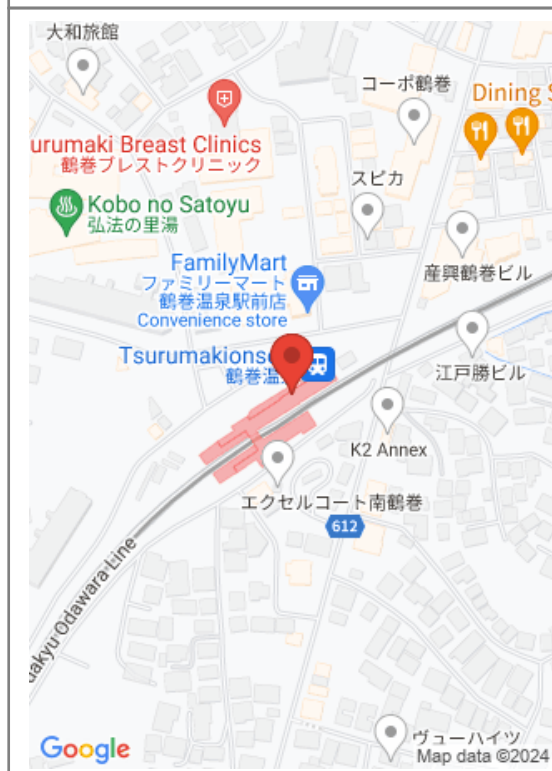 大和旅館
コーポ鶴巻
Dining S
urumaki Breast Clinics
鶴巻ブレストクリニック
スピカ
Kobo no Satoyu
弘法の里湯
産興鶴巻ビル
FamilyMart
ファミリーマート
鶴巻温泉駅前店
Convenience store
Tsurumakions
鶴巻温
江戸勝ビル
K2 Annex
エクセルコート南鶴巻
612
akyu Odawara Line
ヴューハイツ
Google
Map data ©2024